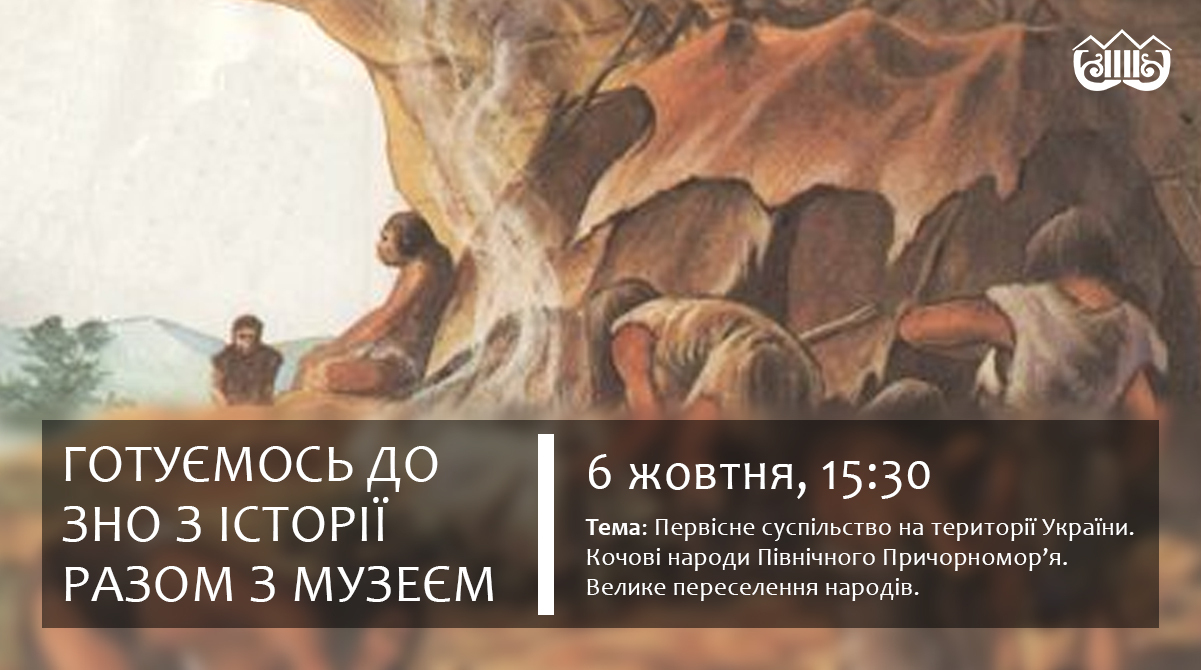 ГОТУЄМОСЬ ДО
ЗНО З ІСТОРІЇ
РАЗОМ З МУЗЕЄМ
6 жовтня, 15:30
Тема: Первісне суспільство на території України.
Кочові народи Північного Причорномор’я.
Велике переселення народів.